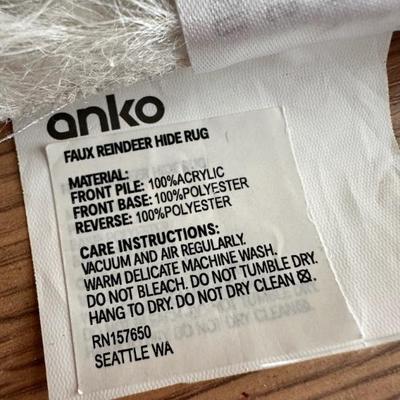 anko
FAUX REINDEER HIDE RUG
MATERIAL:
FRONT PILE: 100%ACRYLIC
FRONT BASE: 100%POLYESTER
REVERSE: 100%POLYESTER
CARE INSTRUCTIONS:
VACUUM AND AIR REGULARLY.
WARM DELICATE MACHINE WASH.
DO NOT BLEACH. DO NOT TUMBLE DRY.
HANG TO DRY. DO NOT DRY CLEAN
RN157650
SEATTLE WA